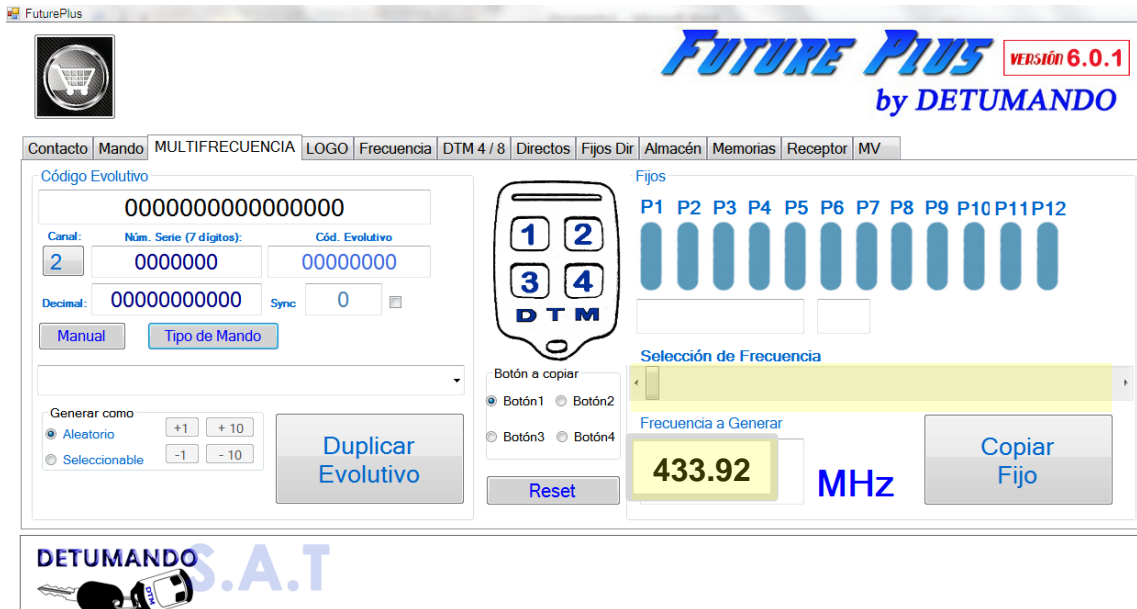 FuturePlus
FUTURE PLUS VERSIÓN 6.0.1
by DETUMANDO
Contacto Mando MULTIFRECUENCIA LOGO Frecuencia DTM 4 / 8 Directos Fijos Dir Almacén Memorias Receptor MV
Código Evolutivo
0000000000000000
Canal: Núm. Serie (7 dígitos): Cód. Evolutivo
2 0000000 00000000
Decimal: 00000000000 Sync 0
Manual Tipo de Mando
Generar como
Aleatorio +1 + 10
Seleccionable -1 - 10
Duplicar
Evolutivo
1 2
3 4
D T M
Botón a copiar
Botón1 Botón2
Botón3 Botón4
Reset
Fijos
P1 P2 P3 P4 P5 P6 P7 P8 P9 P10 P11 P12
Selección de Frecuencia
Frecuencia a Generar
433.92 MHz
Copiar
Fijo
DETUMANDO
S.A.T
DTM